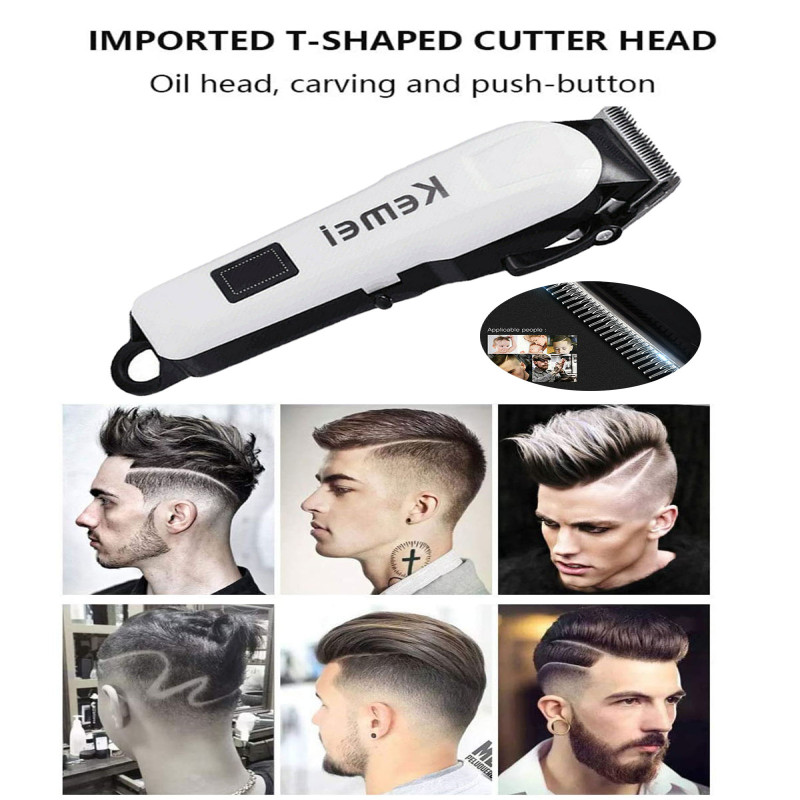 IMPORTED T-SHAPED CUTTER HEAD
Oil head, carving and push-button
Kemei
Applicable people :